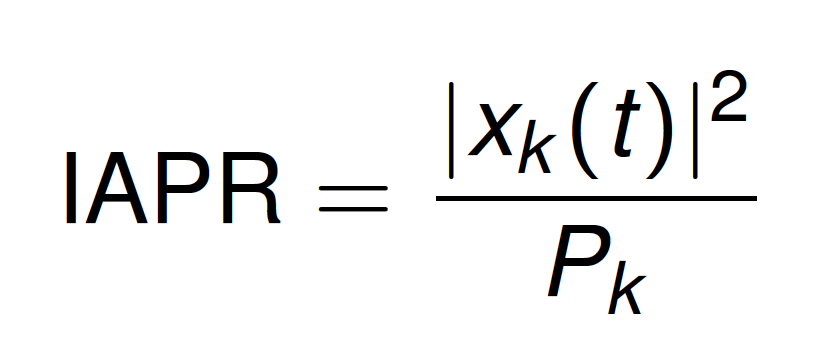 IAPR = |x_k(t)|^2 / P_k